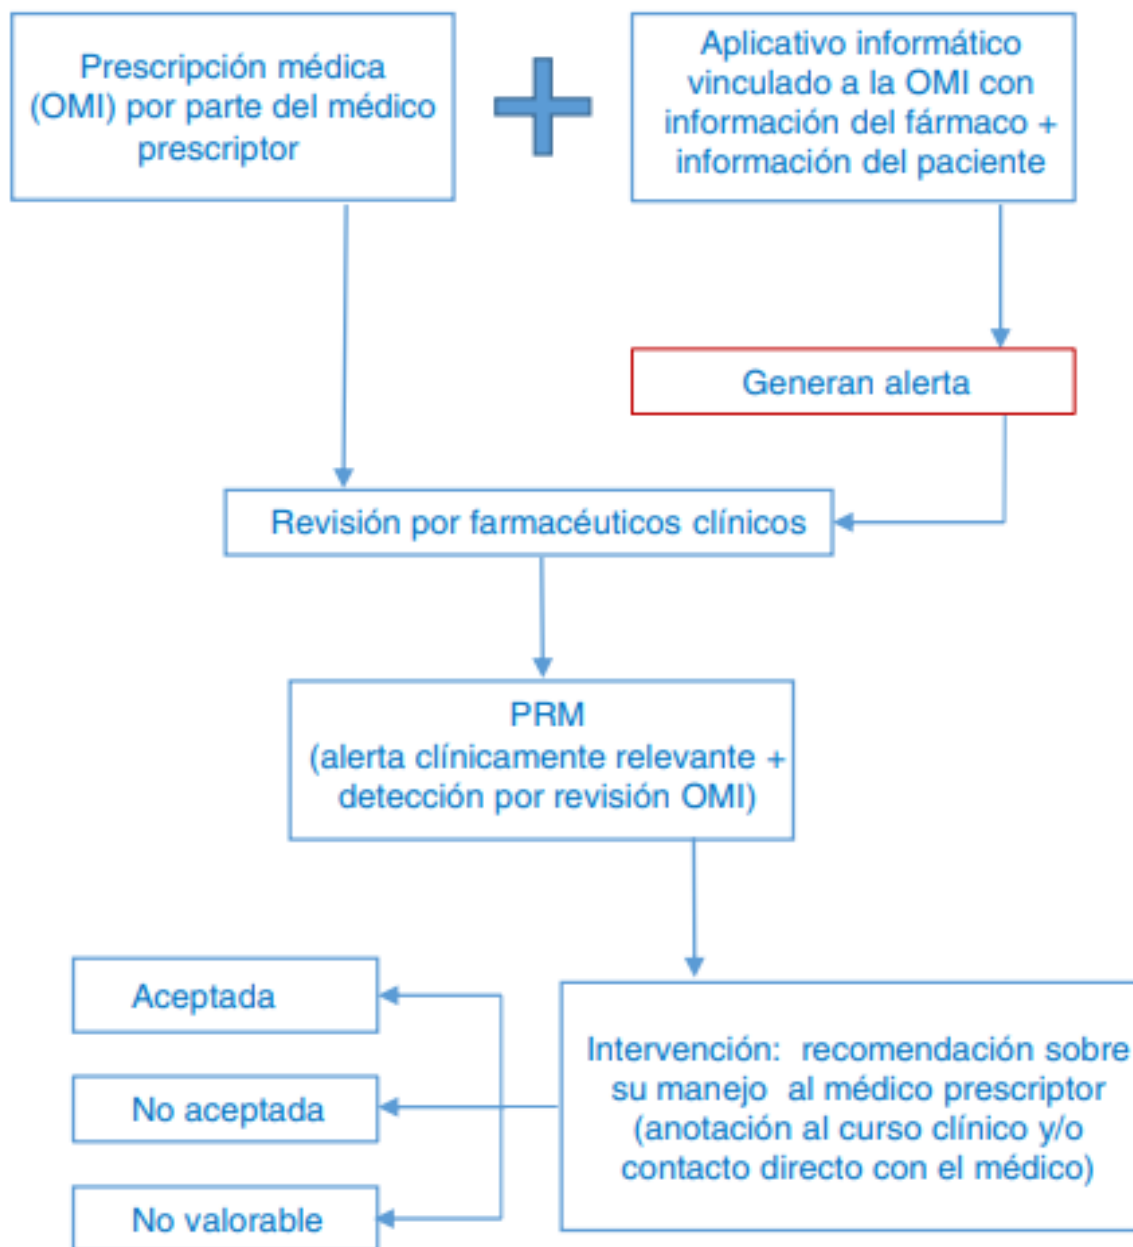 Prescripción médica
(OMI) por parte del médico
prescriptor
Aplicativo informático
vinculado a la OMI con
información del fármaco +
información del paciente
Generan alerta
Revisión por farmacéuticos clínicos
PRM
(alerta clínicamente relevante +
detección por revisión OMI)
Intervención: recomendación sobre
su manejo al médico prescriptor
(anotación al curso clínico y/o
contacto directo con el médico)
Aceptada
No aceptada
No valorable